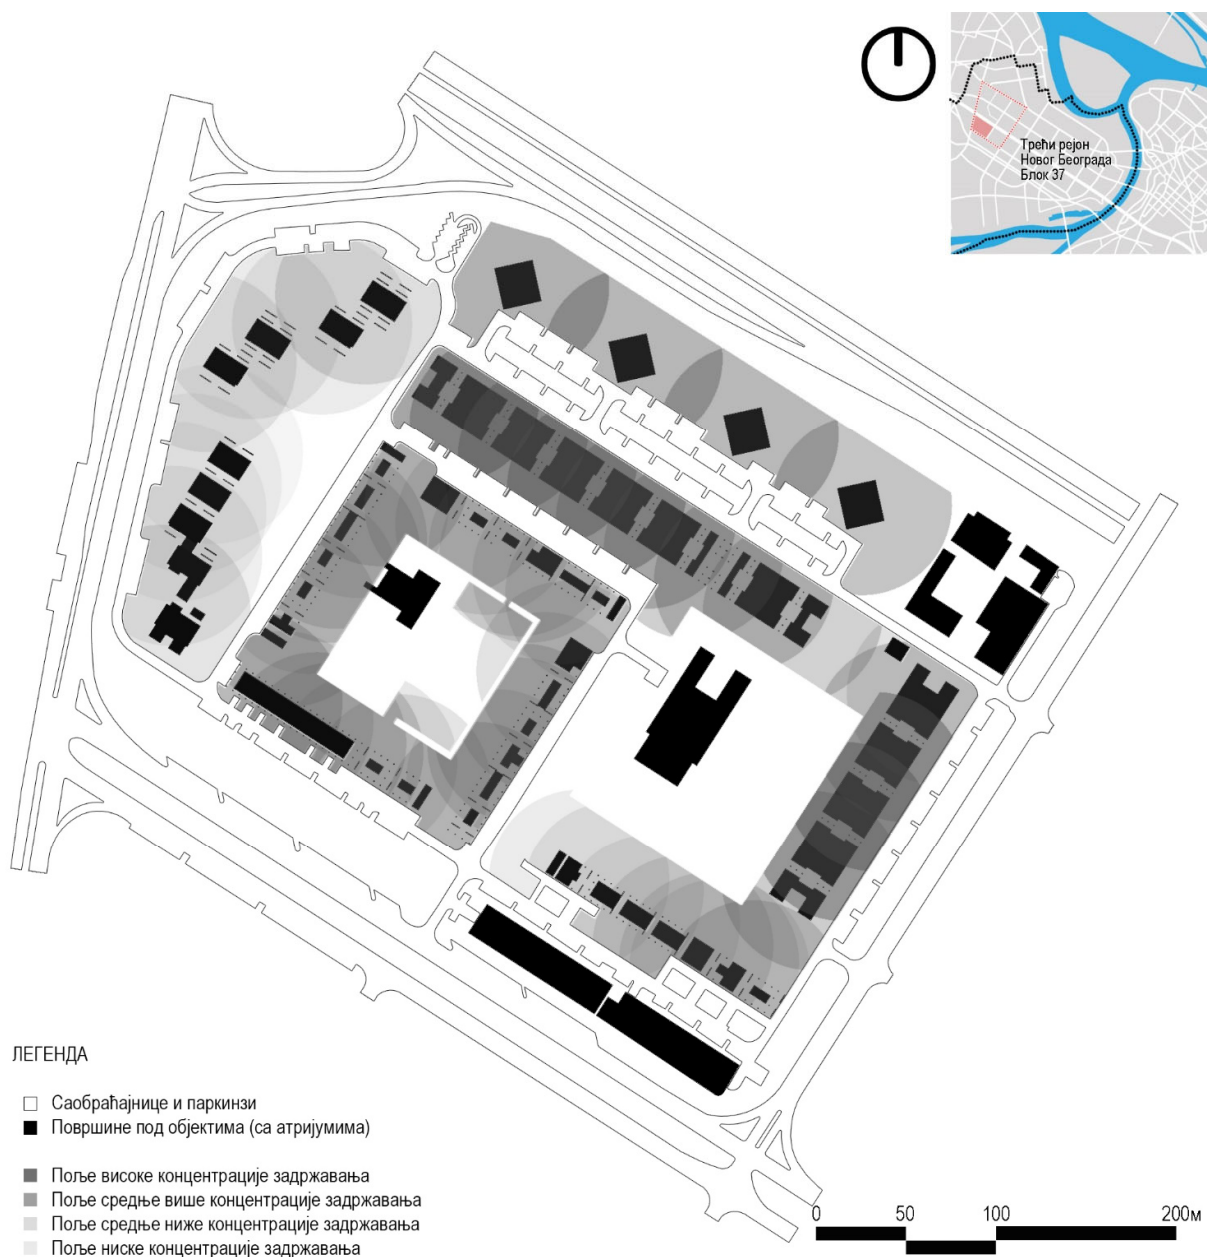 Трећи рејон
Новог Београда
Блок 37
ЛЕГЕНДА
Саобраћајнице и паркинзи
Површине под објектима (са атријумима)
Поље високе концентрације задржавања
Поље средње више концентрације задржавања
Поље средње ниже концентрације задржавања
Поље ниске концентрације задржавања
0 50 100 200м